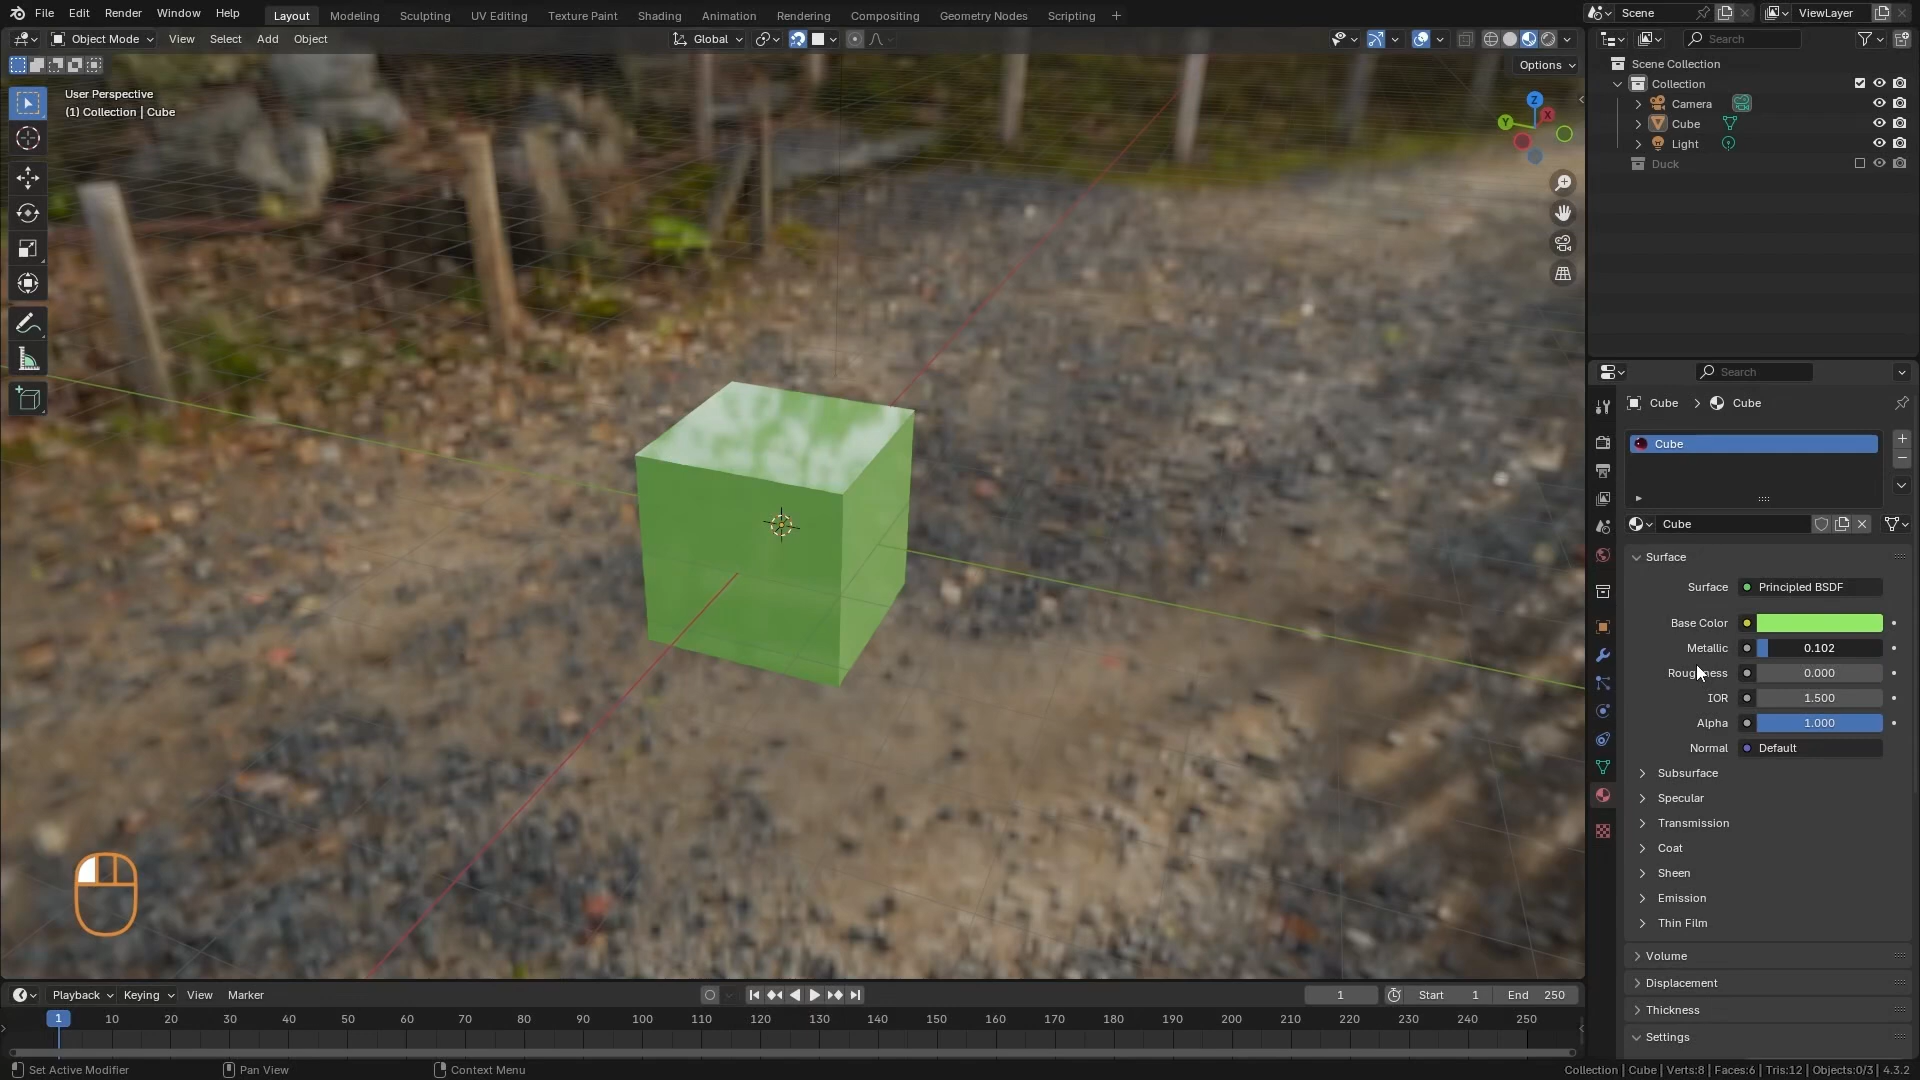 File Edit Render Window Help
Layout Modeling Sculpting UV Editing Texture Paint Shading Animation Rendering Compositing Geometry Nodes Scripting +
Scene
ViewLayer
Object Mode View Select Add Object
Global
Search
Options
User Perspective
(1) Collection | Cube
Z
Y
X
Scene Collection
Collection
Camera
Cube
Light
Duck
Search
Cube > Cube
Cube
Cube
Surface
Surface Principled BSDF
Base Color
Metallic 0.102
Roughness 0.000
IOR 1.500
Alpha 1.000
Normal Default
Subsurface
Specular
Transmission
Coat
Sheen
Emission
Thin Film
Volume
Displacement
Thickness
Settings
Playback Keying View Marker
1
Start 1 End 250
1 10 20 30 40 50 60 70 80 90 100 110 120 130 140 150 160 170 180 190 200 210 220 230 240 250
Set Active Modifier Pan View Context Menu
Collection | Cube | Verts:8 | Faces:6 | Tris:12 | Objects:0/3 | 4.3.2